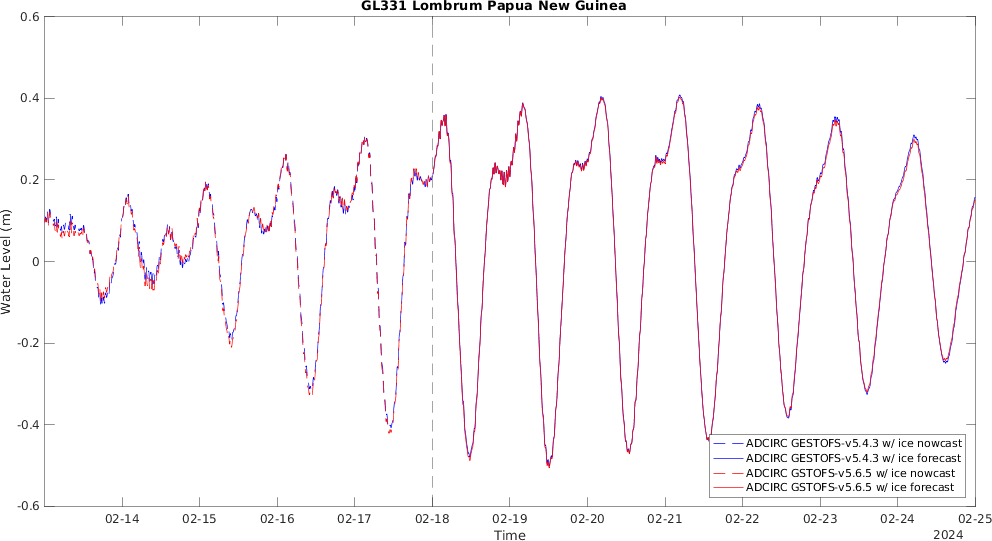 GL331 Lombrum Papua New Guinea
0.6
0.4
0.2
0
-0.2
-0.4
-0.6
Water Level (m)
ADCIRC GESTOFS-v5.4.3 w/ ice nowcast
ADCIRC GESTOFS-v5.4.3 w/ ice forecast
ADCIRC GSTOFS-v5.6.5 w/ ice nowcast
ADCIRC GSTOFS-v5.6.5 w/ ice forecast
02-14 02-15 02-16 02-17 02-18 02-19 02-20 02-21 02-22 02-23 02-24 02-25
Time
2024